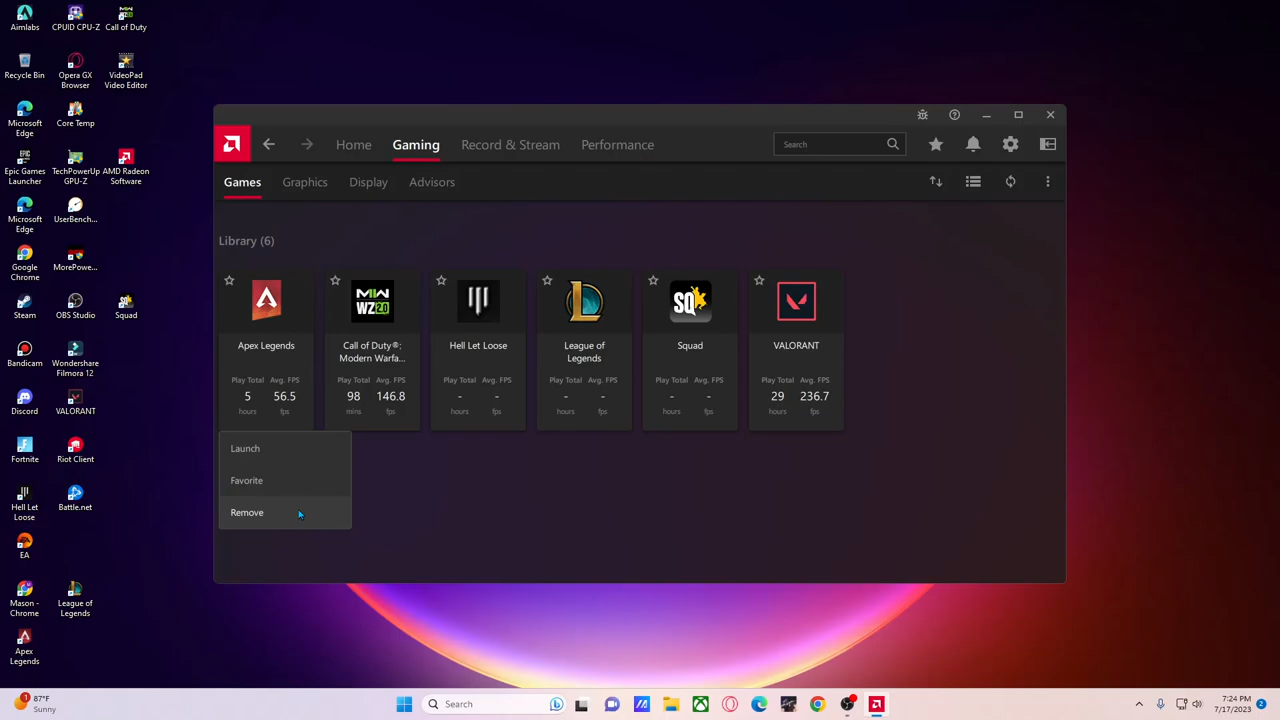 Aimlabs
CPUID CPU-Z
Call of Duty
Recycle Bin
Opera GX
Browser
VideoPad
Video Editor
Microsoft
Edge
Core Temp
Epic Games
Launcher
TechPowerUp
GPU-Z
AMD Radeon
Software
Microsoft
Edge
UserBench...
Google
Chrome
MorePowe...
Steam
OBS Studio
Squad
Bandicam
Wondershare
Filmora 12
Discord
VALORANT
Fortnite
Riot Client
Hell Let
Loose
Battle.net
EA
Mason -
Chrome
League of
Legends
Apex
Legends
Home
Gaming
Record & Stream
Performance
Search
Games
Graphics
Display
Advisors
Library (6)
MWII
WZ2.0
SQ
Apex Legends
Call of Duty®:
Modern Warfa...
Hell Let Loose
League of
Legends
Squad
VALORANT
Play Total Avg. FPS
5 56.5
hours fps
Play Total Avg. FPS
98 146.8
mins fps
Play Total Avg. FPS
- -
hours fps
Play Total Avg. FPS
- -
hours fps
Play Total Avg. FPS
- -
hours fps
Play Total Avg. FPS
29 236.7
hours fps
Launch
Favorite
Remove
1
87°F
Sunny
Search
7:24 PM
7/17/2023
2